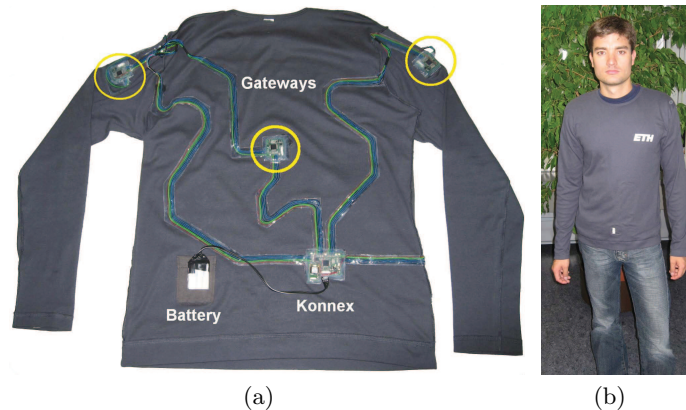 Gateways
Battery
Konnex
ETH
(a)
(b)